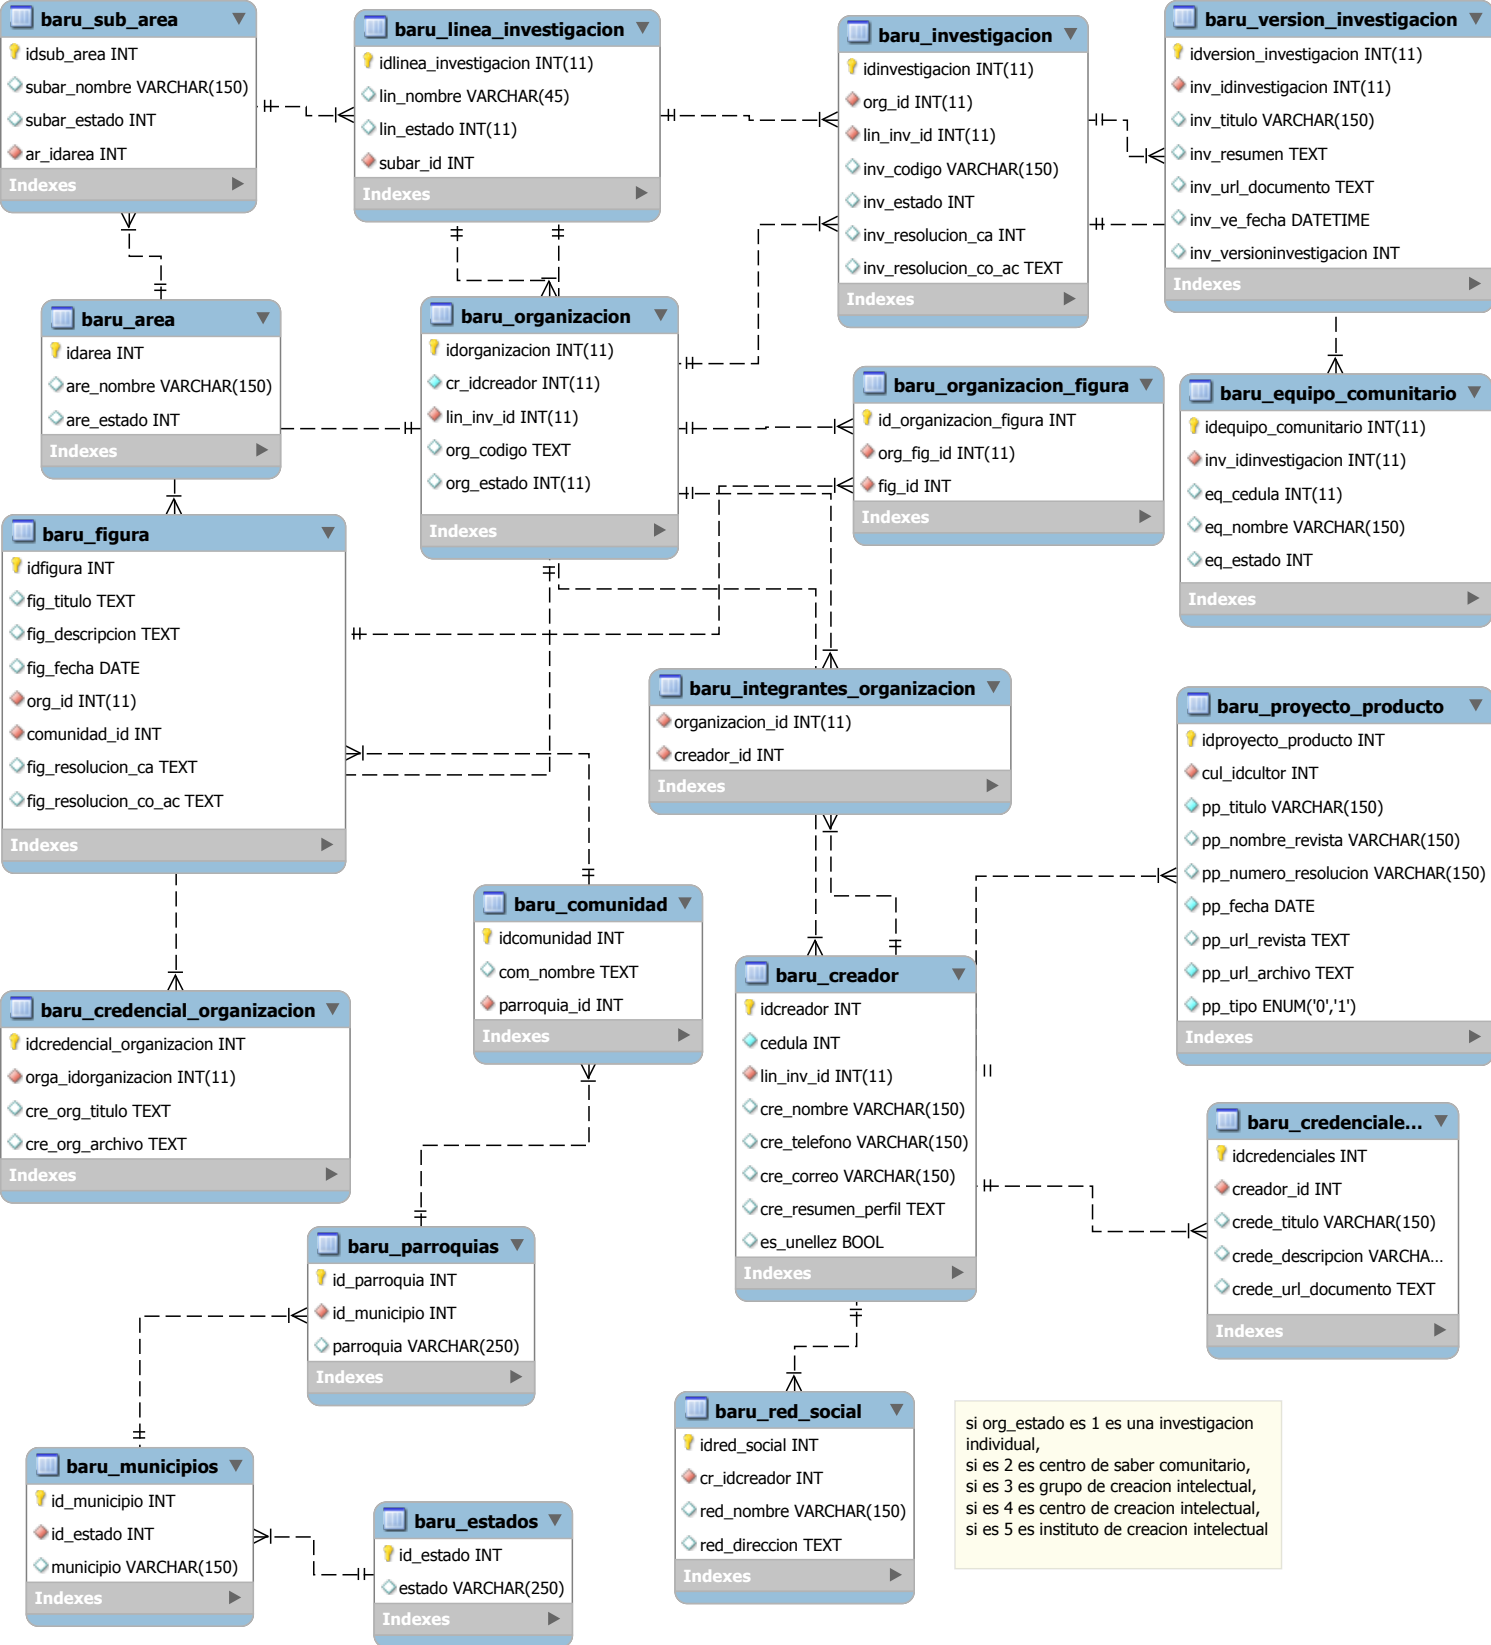 baru_sub_area
idsub_area INT
subar_nombre VARCHAR(150)
subar_estado INT
ar_idarea INT
Indexes
baru_linea_investigacion
idlinea_investigacion INT(11)
lin_nombre VARCHAR(45)
lin_estado INT(11)
subar_id INT
Indexes
baru_investigacion
idinvestigacion INT(11)
org_id INT(11)
lin_inv_id INT(11)
inv_codigo VARCHAR(150)
inv_estado INT
inv_resolucion_ca INT
inv_resolucion_co_ac TEXT
Indexes
baru_version_investigacion
idversion_investigacion INT(11)
inv_idinvestigacion INT(11)
inv_titulo VARCHAR(150)
inv_resumen TEXT
inv_url_documento TEXT
inv_ve_fecha DATETIME
inv_versioninvestigacion INT
Indexes
baru_area
idarea INT
are_nombre VARCHAR(150)
are_estado INT
Indexes
baru_organizacion
idorganizacion INT(11)
cr_idcreador INT(11)
lin_inv_id INT(11)
org_codigo TEXT
org_estado INT(11)
Indexes
baru_organizacion_figura
id_organizacion_figura INT
org_fig_id INT(11)
fig_id INT
Indexes
baru_equipo_comunitario
idequipo_comunitario INT(11)
inv_idinvestigacion INT(11)
eq_cedula INT(11)
eq_nombre VARCHAR(150)
eq_estado INT
Indexes
baru_figura
idfigura INT
fig_titulo TEXT
fig_descripcion TEXT
fig_fecha DATE
org_id INT(11)
comunidad_id INT
fig_resolucion_ca TEXT
fig_resolucion_co_ac TEXT
Indexes
baru_integrantes_organizacion
organizacion_id INT(11)
creador_id INT
Indexes
baru_proyecto_producto
idproyecto_producto INT
cul_idcultor INT
pp_titulo VARCHAR(150)
pp_nombre_revista VARCHAR(150)
pp_numero_resolucion VARCHAR(150)
pp_fecha DATE
pp_url_revista TEXT
pp_url_archivo TEXT
pp_tipo ENUM('0','1')
Indexes
baru_comunidad
idcomunidad INT
com_nombre TEXT
parroquia_id INT
Indexes
baru_creador
idcreador INT
cedula INT
lin_inv_id INT(11)
cre_nombre VARCHAR(150)
cre_telefono VARCHAR(150)
cre_correo VARCHAR(150)
cre_resumen_perfil TEXT
es_unellez BOOL
Indexes
baru_credencial_organizacion
idcredencial_organizacion INT
orga_idorganizacion INT(11)
cre_org_titulo TEXT
cre_org_archivo TEXT
Indexes
baru_credenciale...
idcredenciales INT
creador_id INT
crede_titulo VARCHAR(150)
crede_descripcion VARCHA...
crede_url_documento TEXT
Indexes
baru_parroquias
id_parroquia INT
id_municipio INT
parroquia VARCHAR(250)
Indexes
baru_red_social
idred_social INT
cr_idcreador INT
red_nombre VARCHAR(150)
red_direccion TEXT
Indexes
si org_estado es 1 es una investigacion
individual,
si es 2 es centro de saber comunitario,
si es 3 es grupo de creacion intelectual,
si es 4 es centro de creacion intelectual,
si es 5 es instituto de creacion intelectual
baru_municipios
id_municipio INT
id_estado INT
municipio VARCHAR(150)
Indexes
baru_estados
id_estado INT
estado VARCHAR(250)
Indexes